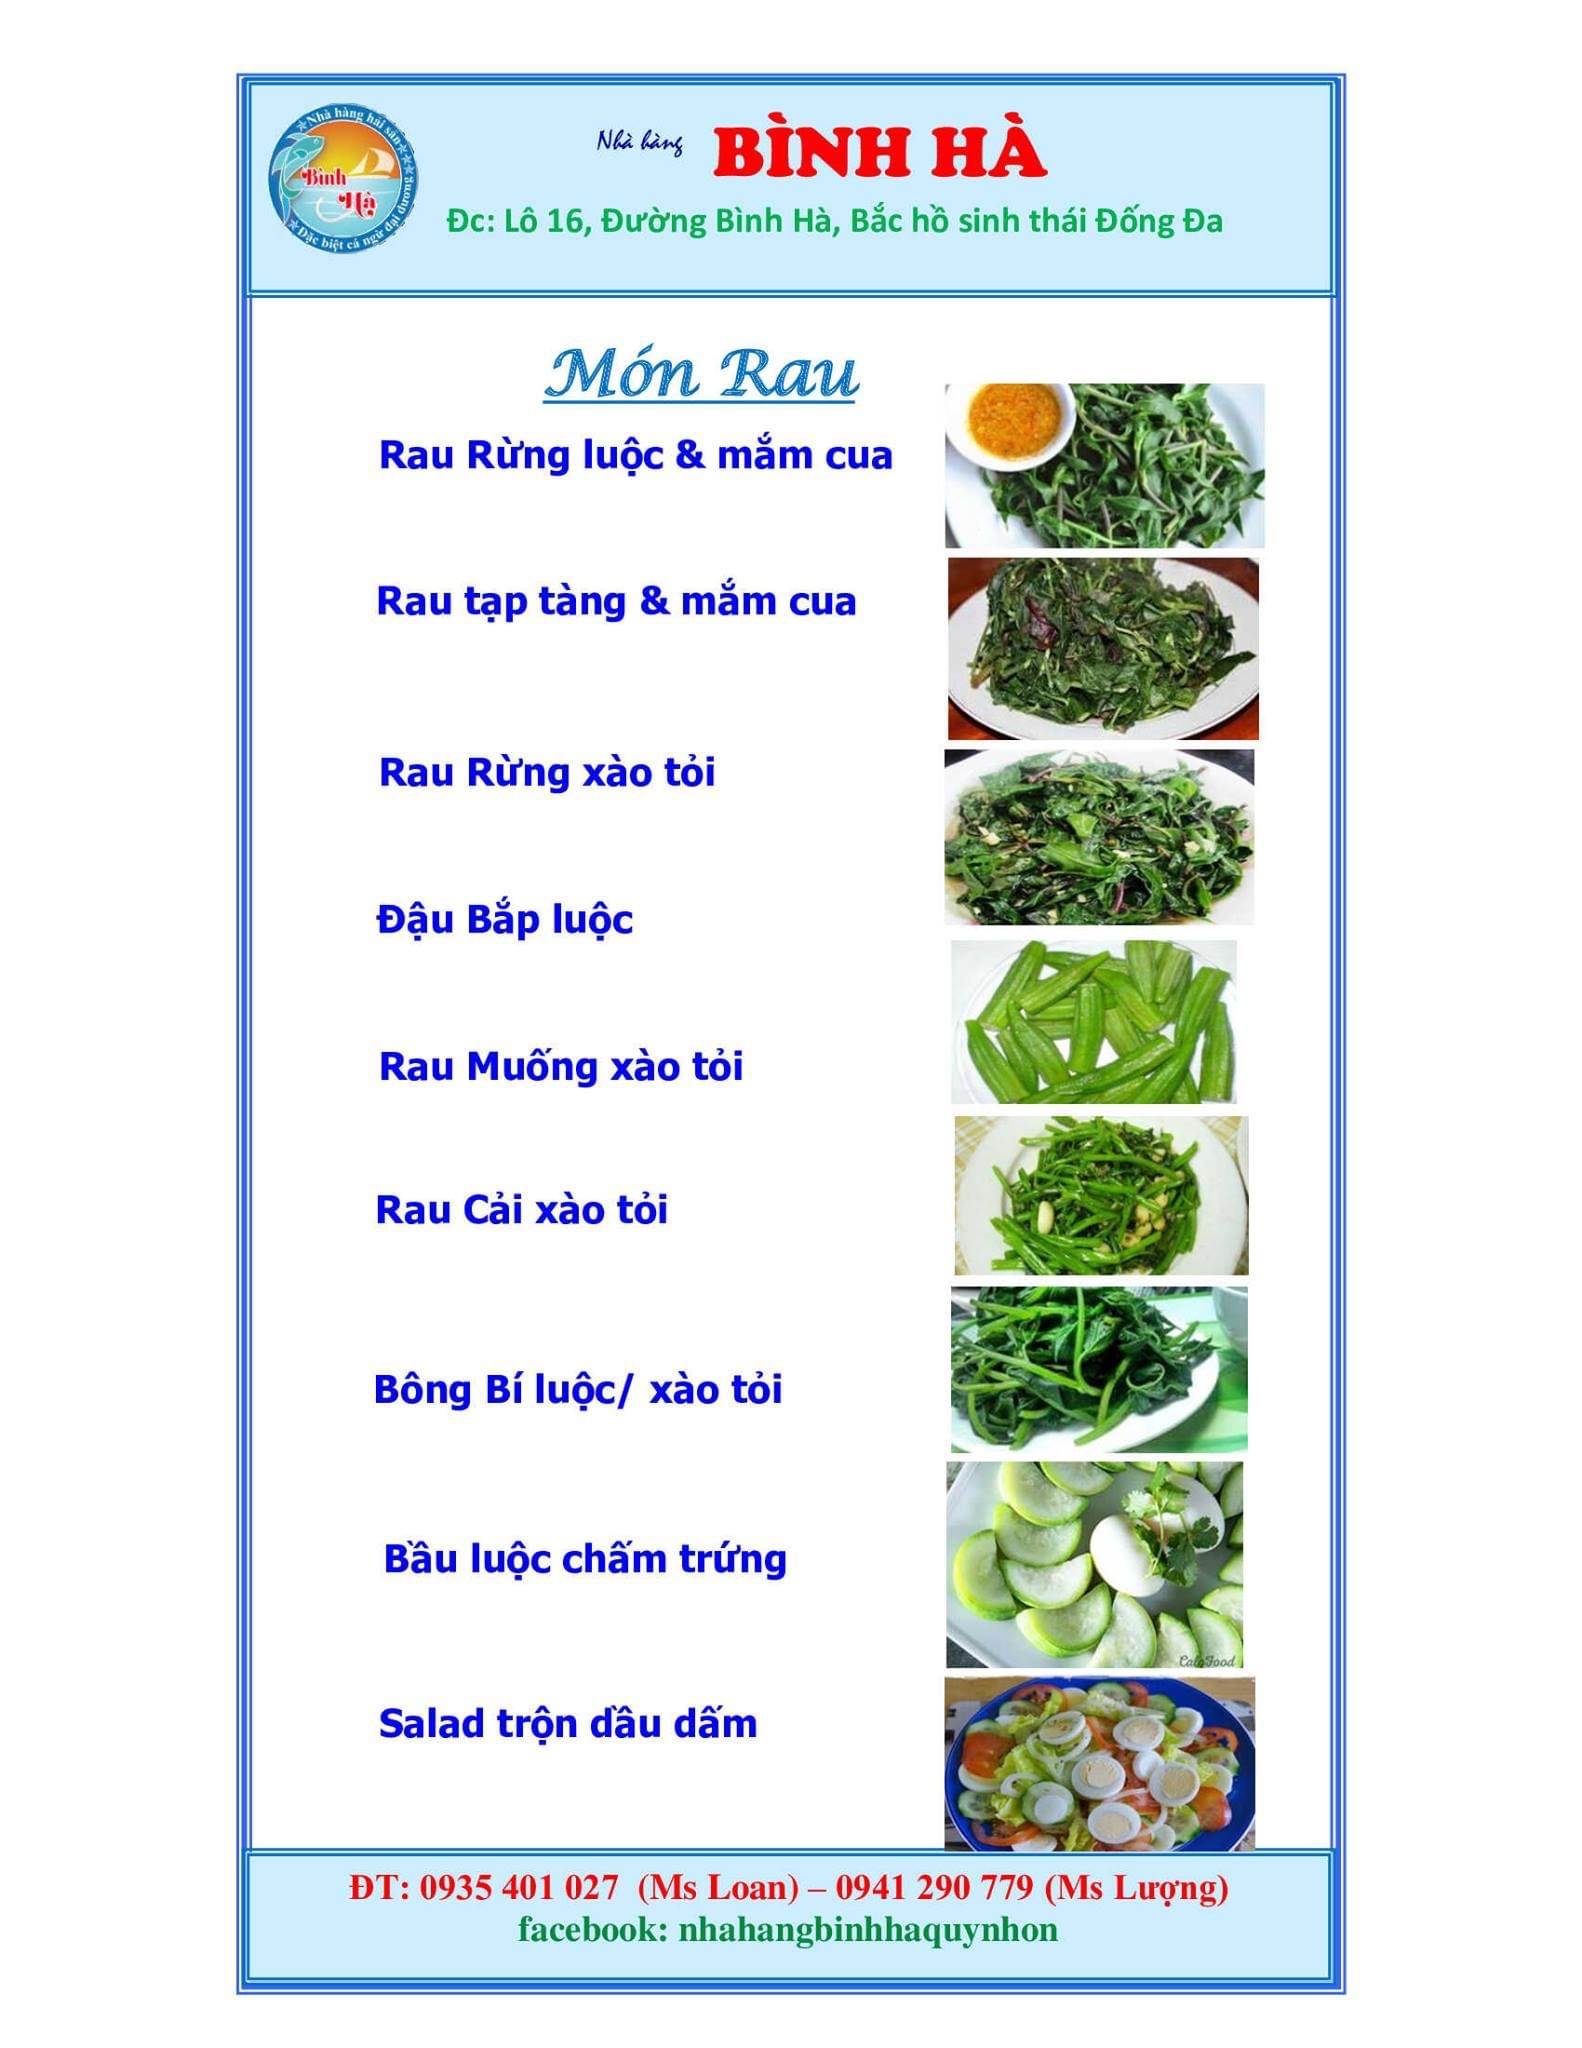 Nhà hàng hải sản
Bình
Hà
Đặc biệt cá ngừ đại dương
Nhà hàng BÌNH HÀ
Đc: Lô 16, Đường Bình Hà, Bắc hồ sinh thái Đống Đa
Món Rau
Rau Rừng luộc & mắm cua
Rau tạp tàng & mắm cua
Rau Rừng xào tỏi
Đậu Bắp luộc
Rau Muống xào tỏi
Rau Cải xào tỏi
Bông Bí luộc/ xào tỏi
Bầu luộc chấm trứng
CaloFood
Salad trộn dầu dấm
ĐT: 0935 401 027 (Ms Loan) – 0941 290 779 (Ms Lượng)
facebook: nhahangbinhhaquynhon